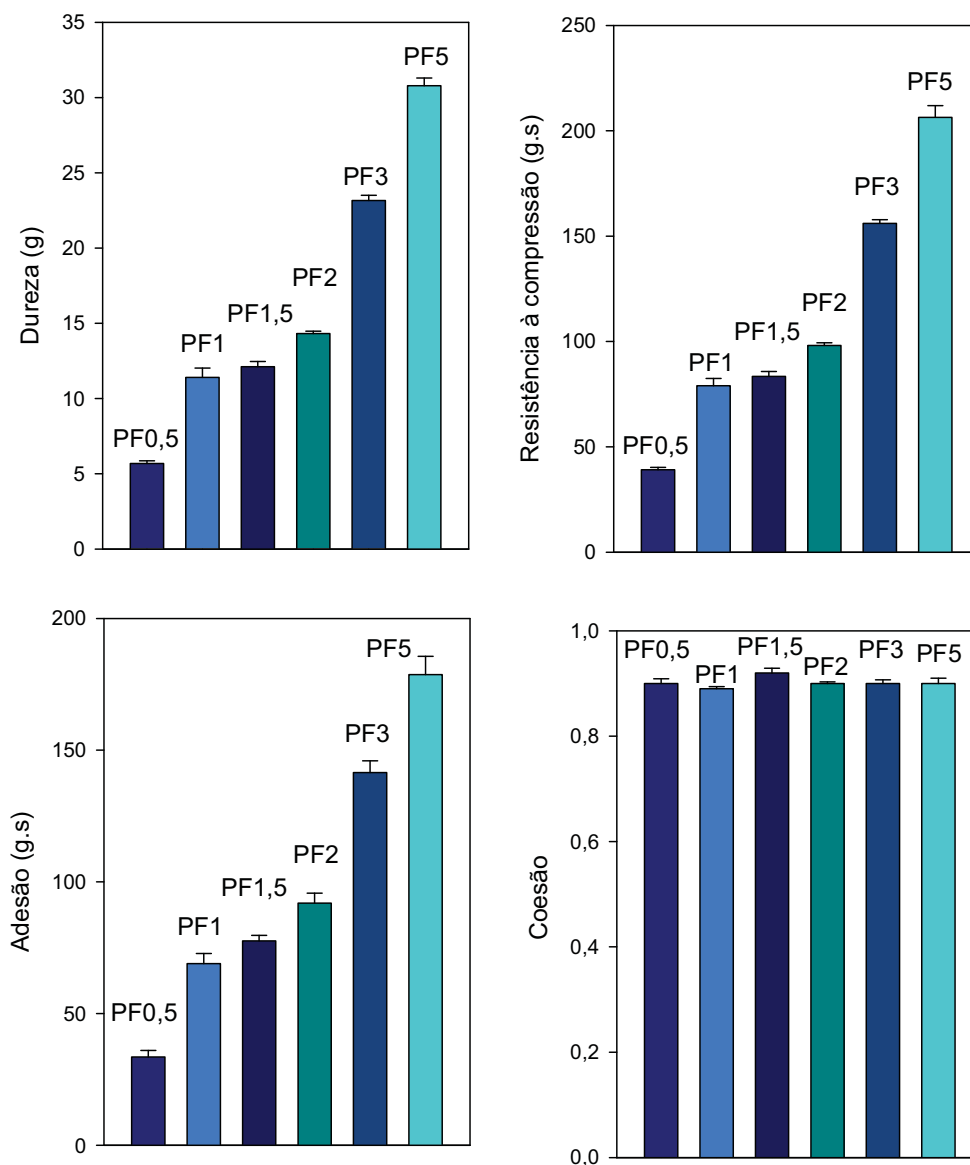 Dureza (g)
35
30
25
20
15
10
5
0
PF0,5
PF1
PF1,5
PF2
PF3
PF5
Resistência à compressão (g.s)
250
200
150
100
50
0
PF0,5
PF1
PF1,5
PF2
PF3
PF5
Adesão (g.s)
200
150
100
50
0
PF0,5
PF1
PF1,5
PF2
PF3
PF5
Coesão
1,0
0,8
0,6
0,4
0,2
0,0
PF0,5
PF1
PF1,5
PF2
PF3
PF5